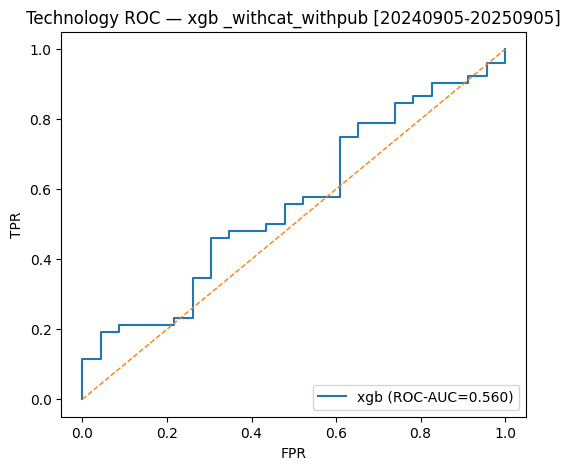 Technology ROC — xgb _withcat_withpub [20240905-20250905]
1.0
0.8
0.6
0.4
0.2
0.0
TPR
xgb (ROC-AUC=0.560)
0.0 0.2 0.4 0.6 0.8 1.0
FPR